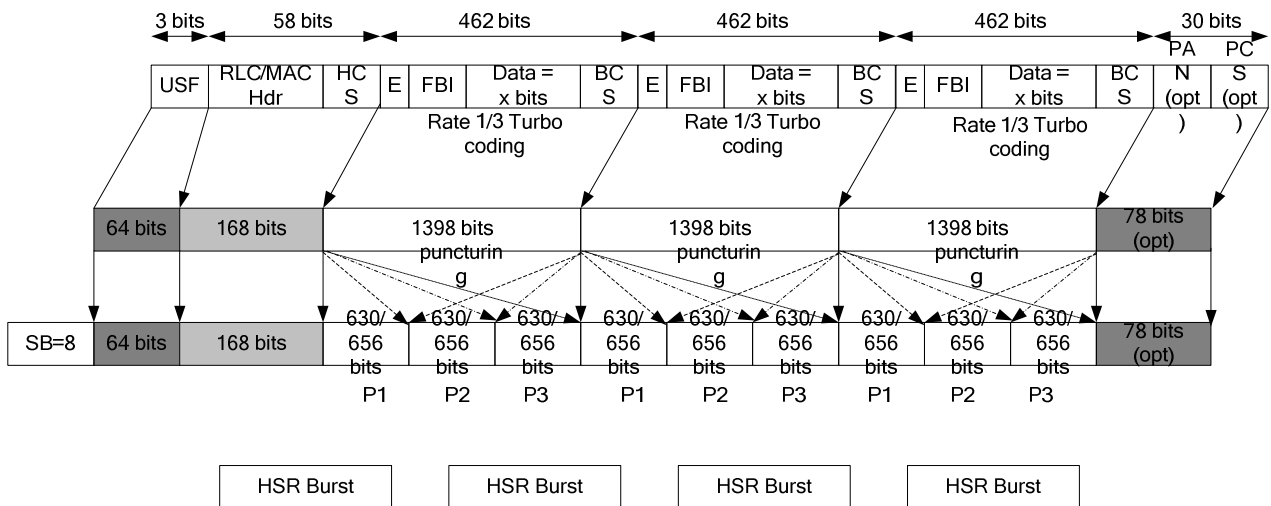 3 bits 58 bits 462 bits 462 bits 462 bits 30 bits
USF RLC/MAC Hdr HC S E FBI Data = x bits BC S E FBI Data = x bits BC S E FBI Data = x bits BC S PA N (opt ) PC S (opt )
Rate 1/3 Turbo coding Rate 1/3 Turbo coding Rate 1/3 Turbo coding
64 bits 168 bits 1398 bits puncturin g 1398 bits puncturin g 1398 bits puncturin g 78 bits (opt)
SB=8 64 bits 168 bits 630/ 656 bits 630/ 656 bits 630/ 656 bits 630/ 656 bits 630/ 656 bits 630/ 656 bits 630/ 656 bits 630/ 656 bits 630/ 656 bits 78 bits (opt)
P1 P2 P3 P1 P2 P3 P1 P2 P3
HSR Burst HSR Burst HSR Burst HSR Burst